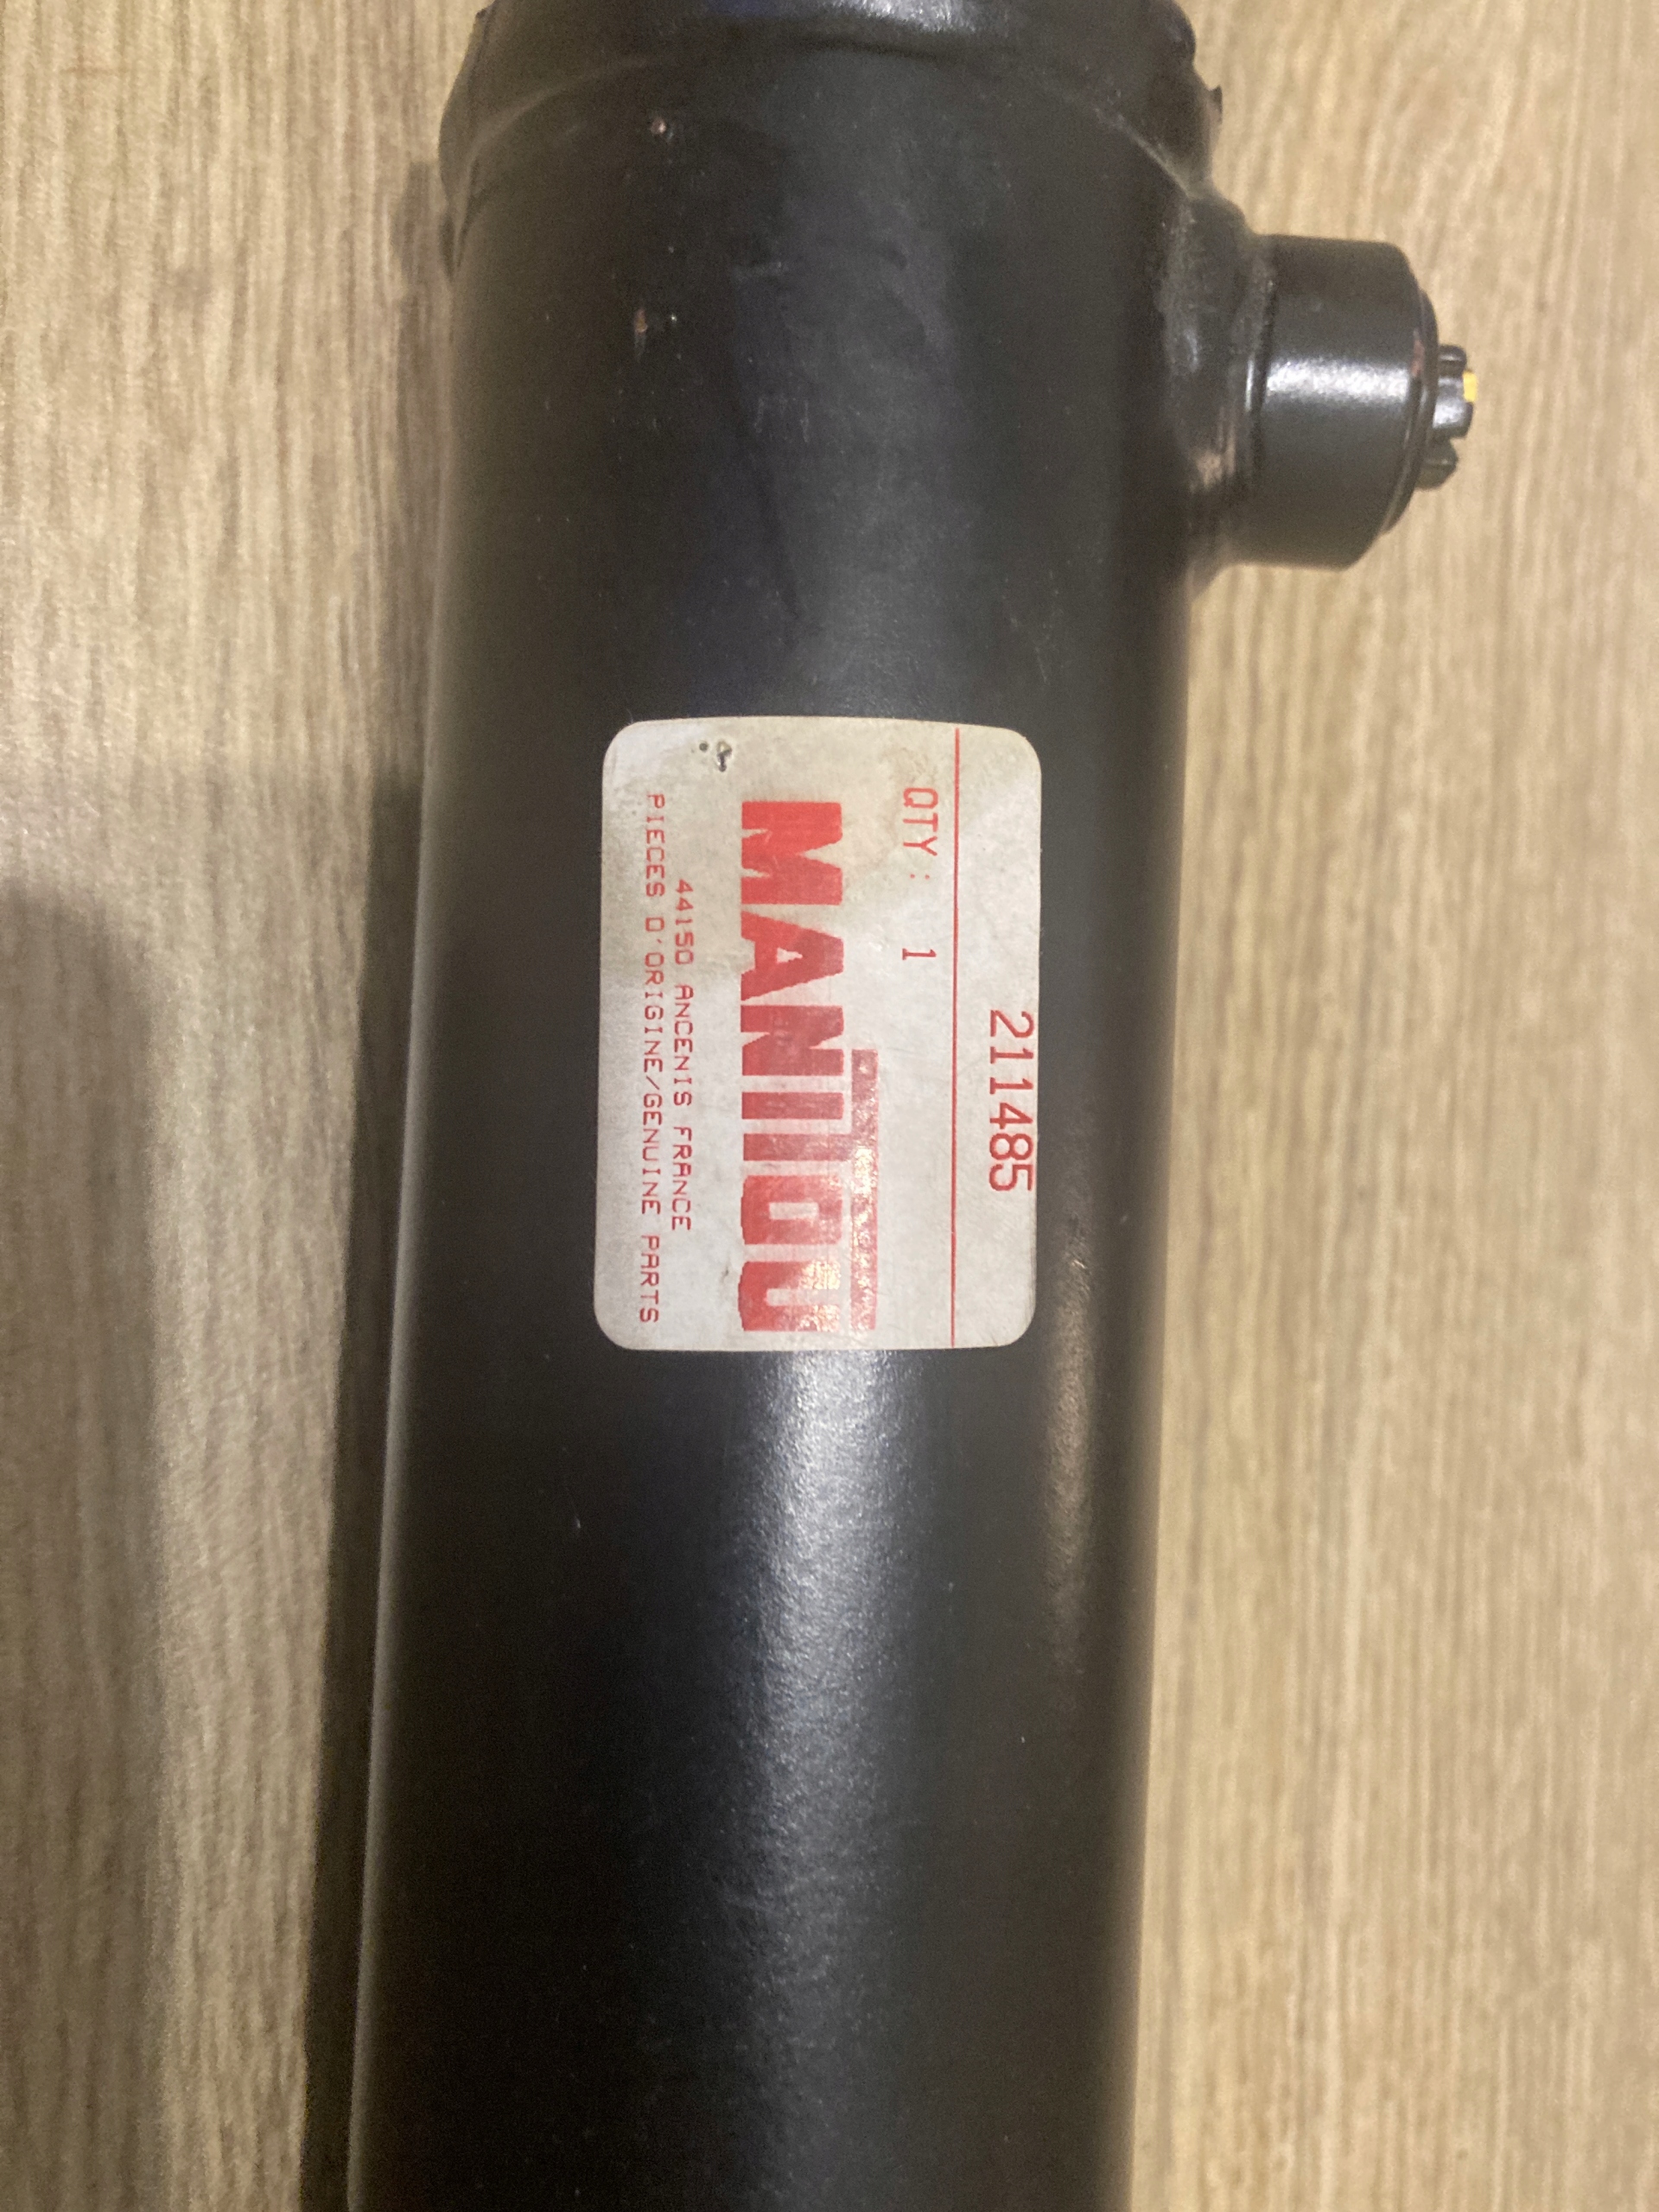 211485
QTY: 1
MANITOU
44150 ANCENIS FRANCE
PIECES D'ORIGINE/GENUINE PARTS